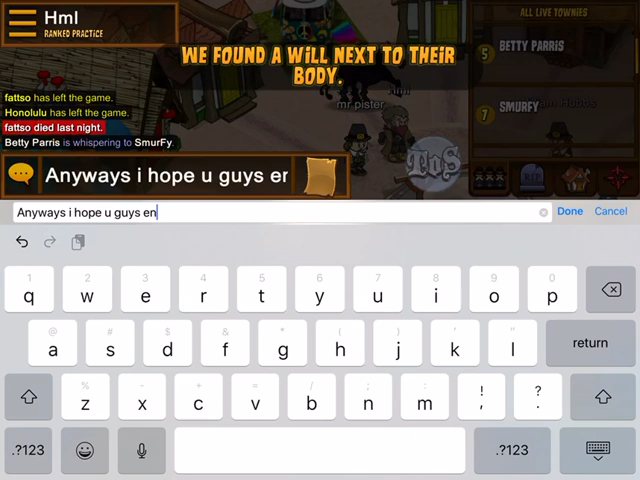 Hml
RANKED PRACTICE
WE FOUND A WILL NEXT TO THEIR
BODY.
ALL LIVE TOWNIES
5 BETTY PARRIS
7 SMURFY
mr pister
fattso has left the game.
Honolulu has left the game.
fattso died last night.
Betty Parris is whispering to SmurFy.
Anyways i hope u guys er
ToS
R.I.P.
Anyways i hope u guys en
Done Cancel
1 2 3 4 5 6 7 8 9 0
q w e r t y u i o p
@ # $ & * ( ) ' "
a s d f g h j k l return
% - + = / ; : ! ?
z x c v b n m , .
.?123 .?123